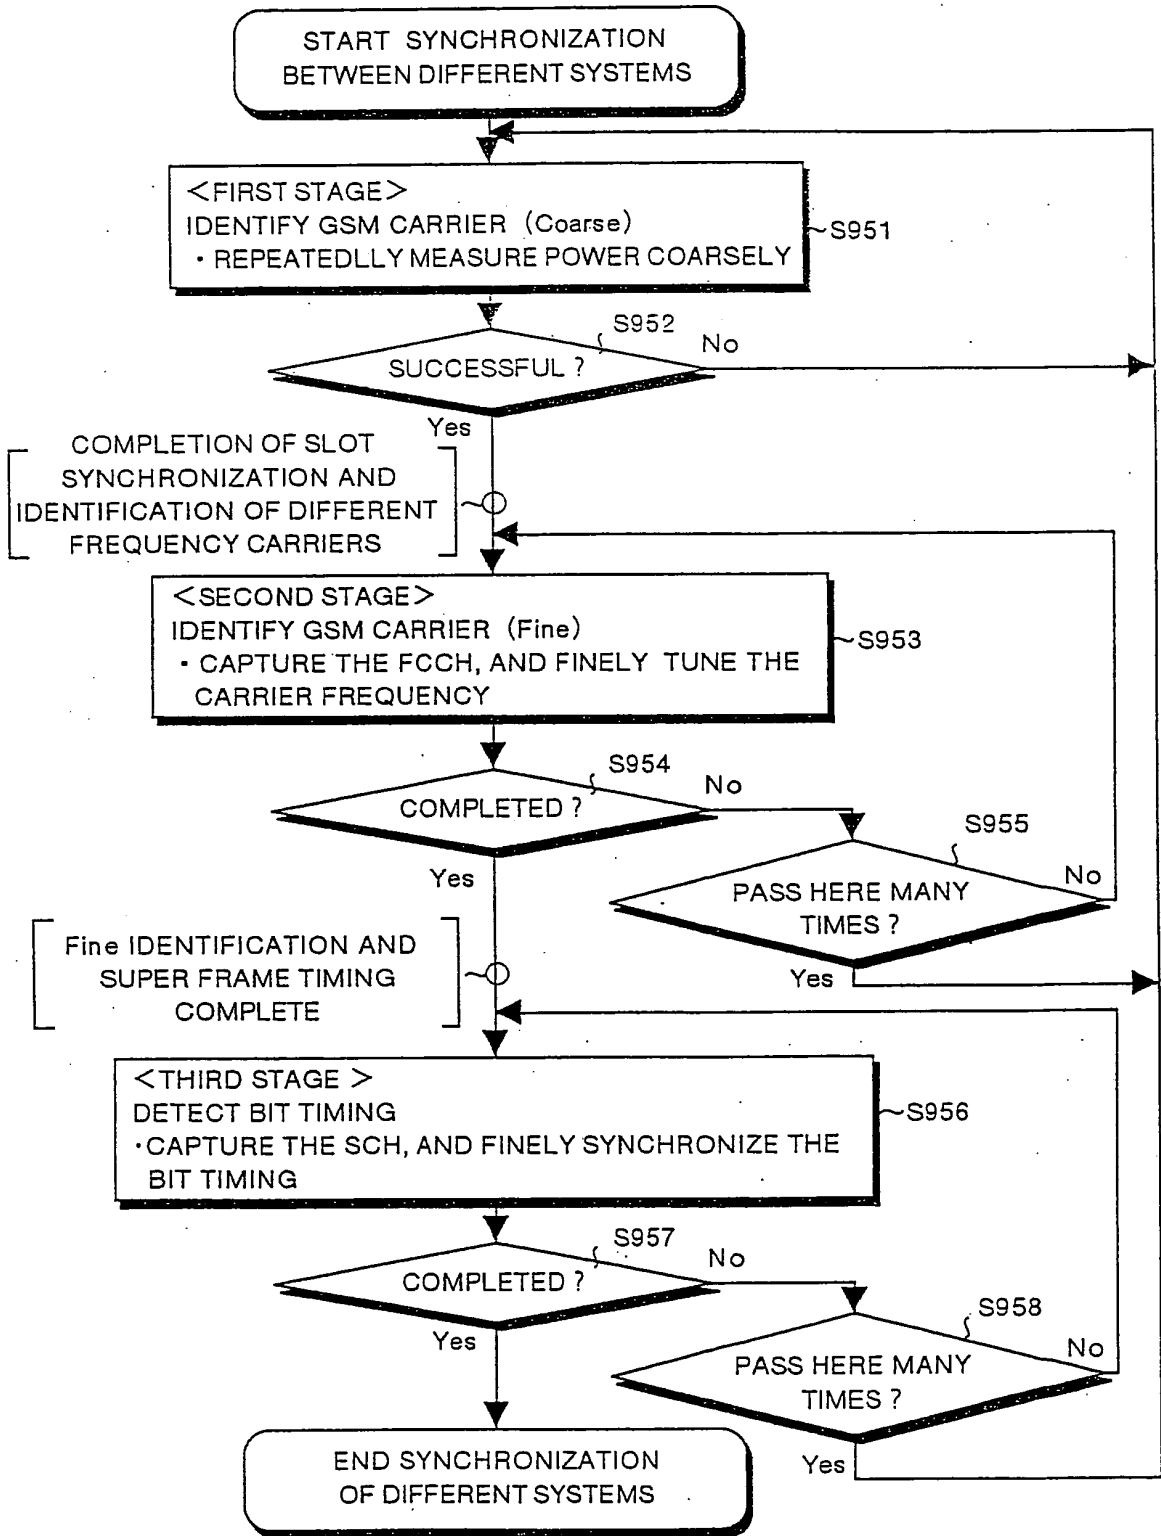 START SYNCHRONIZATION
BETWEEN DIFFERENT SYSTEMS
<FIRST STAGE>
IDENTIFY GSM CARRIER (Coarse)
・REPEATEDLLY MEASURE POWER COARSELY
S951
S952
SUCCESSFUL ?
No
Yes
COMPLETION OF SLOT
SYNCHRONIZATION AND
IDENTIFICATION OF DIFFERENT
FREQUENCY CARRIERS
<SECOND STAGE>
IDENTIFY GSM CARRIER (Fine)
・CAPTURE THE FCCH, AND FINELY TUNE THE
CARRIER FREQUENCY
S953
S954
COMPLETED ?
No
Yes
S955
PASS HERE MANY
TIMES ?
No
Yes
Fine IDENTIFICATION AND
SUPER FRAME TIMING
COMPLETE
<THIRD STAGE >
DETECT BIT TIMING
・CAPTURE THE SCH, AND FINELY SYNCHRONIZE THE
BIT TIMING
S956
S957
COMPLETED ?
No
Yes
S958
PASS HERE MANY
TIMES ?
No
Yes
END SYNCHRONIZATION
OF DIFFERENT SYSTEMS